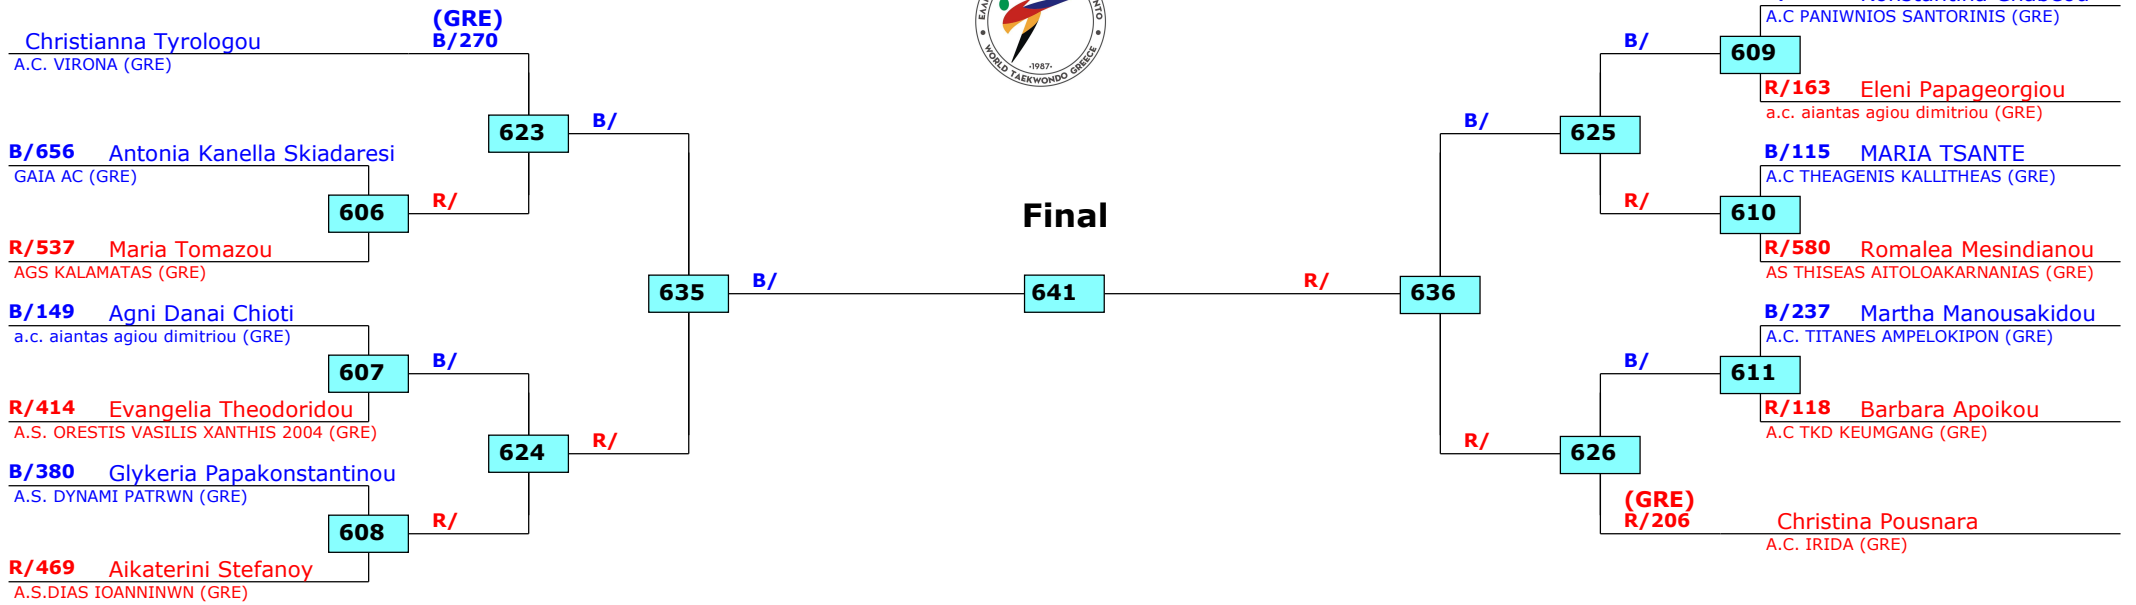 (GRE)
Christianna Tyrologou B/270
A.C. VIRONA (GRE)
623
B/
B/656 Antonia Kanella Skiadaresi
GAIA AC (GRE)
606
R/
R/537 Maria Tomazou
AGS KALAMATAS (GRE)
635
B/
B/149 Agni Danai Chioti
a.c. aiantas agiou dimitriou (GRE)
607
B/
R/414 Evangelia Theodoridou
A.S. ORESTIS VASILIS XANTHIS 2004 (GRE)
624
R/
B/380 Glykeria Papakonstantinou
A.S. DYNAMI PATRWN (GRE)
608
R/
R/469 Aikaterini Stefanoy
A.S.DIAS IOANNINWN (GRE)
·1987·
WORLD TAEKWONDO GREECE
Final
641
R/
636
A.C PANIWNIOS SANTORINIS (GRE)
B/
609
R/163 Eleni Papageorgiou
a.c. aiantas agiou dimitriou (GRE)
B/
625
B/115 MARIA TSANTE
A.C THEAGENIS KALLITHEAS (GRE)
R/
610
R/580 Romalea Mesindianou
AS THISEAS AITOLOAKARNANIAS (GRE)
B/237 Martha Manousakidou
A.C. TITANES AMPELOKIPON (GRE)
B/
611
R/118 Barbara Apoikou
A.C TKD KEUMGANG (GRE)
R/
626
(GRE)
R/206 Christina Pousnara
A.C. IRIDA (GRE)